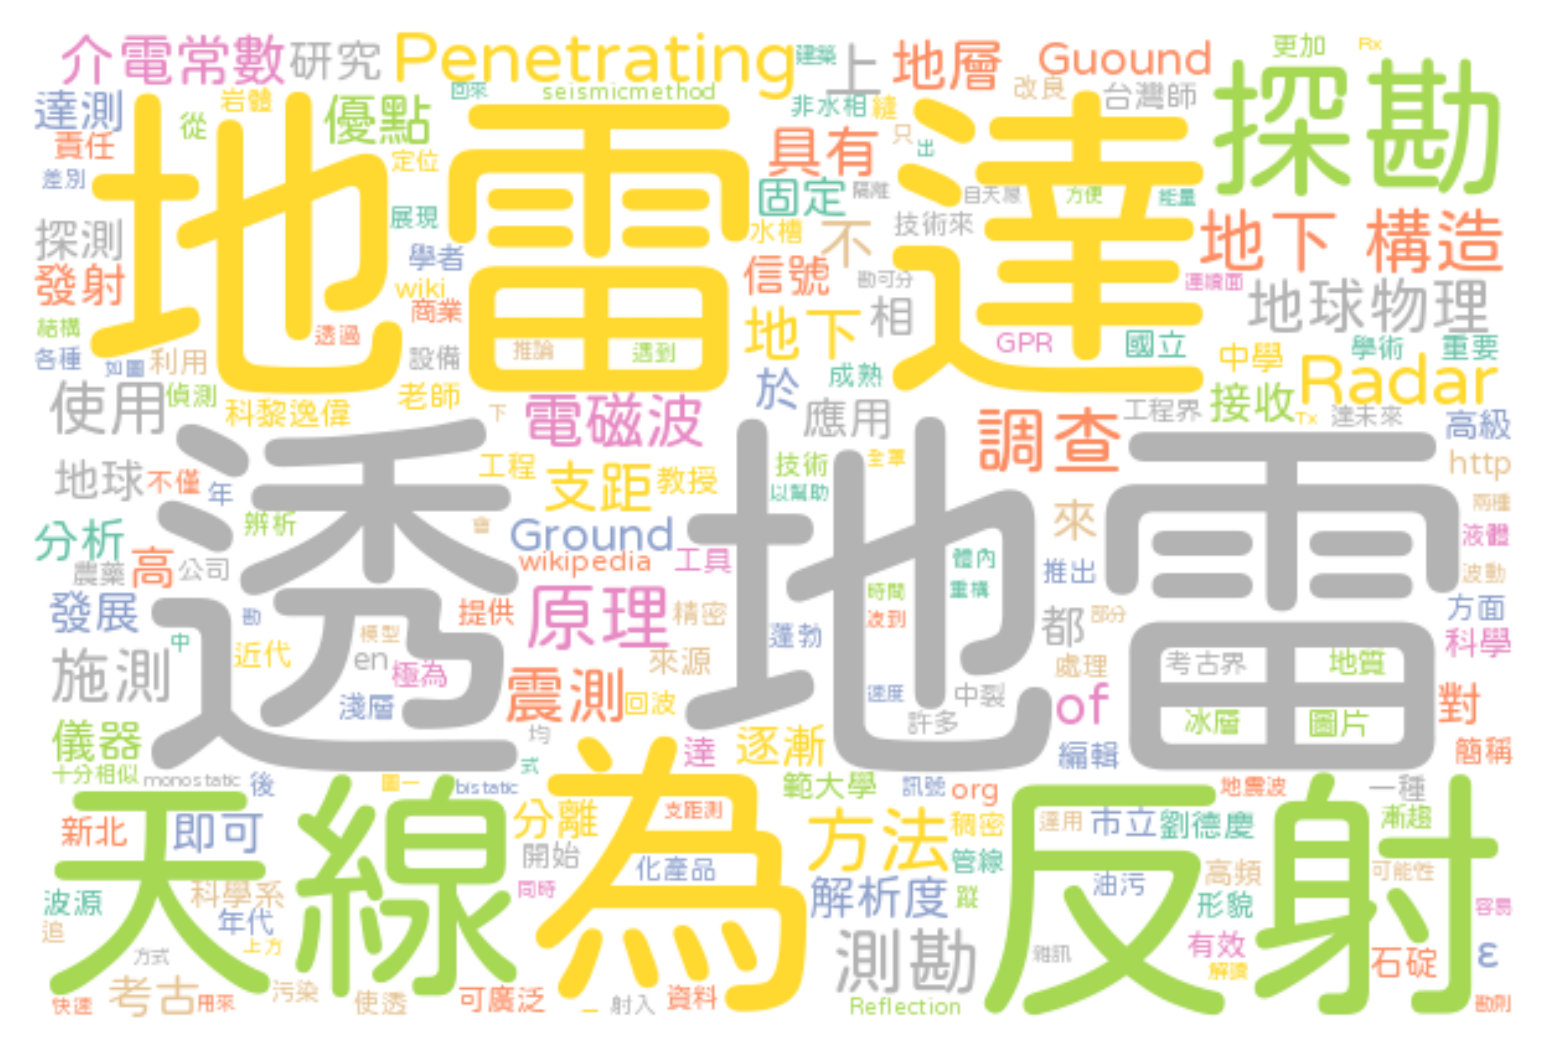 介電常數 研究 Penetrating 建築 上 地層 Guound 更加 Rx
回來 seismicmethod 改良 台灣師 探勘
達測 岩體 優點 非水相 縫
從 責任 具有 只 出
地雷達
定位 差別 固定 隔離 自天線 方便 能量
展現 技術來 地下 構造
探測 水槽 不
學者 信號 勘可分 連續面 地球物理
發射 wiki
商業 地下 相
結構 透過 GPR 國立 中學 學術 重要
各種 如圖 利用 設備 推論 遇到
成熟 Radar
使用 偵測 老師 於 接收
科黎逸偉 下 電磁波 應用 調查 工程界 Tx 達未來 高級
透地雷
地球 不僅 年 工程 支距 教授 技術 全罩 http
以幫助 兩種
辨析 會 Ground 來 液體
分析 wikipedia 工具 體內
農藥 高 公司 時間 重構 推出 波動
發展 勘 提供 原理 精密 波到 都 部分 方面
中 模型 蓬勃 科學
施測 近代 en 極為 來源 處理 考古界 地質
淺層 震測 回波 速度 中裂 of 對
許多 冰層 圖片
儀器 均 達 逐漸 編輯 簡稱
十分相似 monostatic 後 圖一 bistatic 式 範大學 訊號 org 地震波 一種
天線 為 反射
新北 即可 分離 支距測 方法 稠密 運用 市立 劉德慶 漸趨
開始 化產品 管線
波源 科學系 同時 解析度 蹤 油污 高頻 可能性
年代 形貌 容易
追 上方 測勘 有效
方式 雜訊 解讀 石碇 ε
快速 考古 用來 污染 使透 可廣泛 一 射入 資料 Reflection 勘則